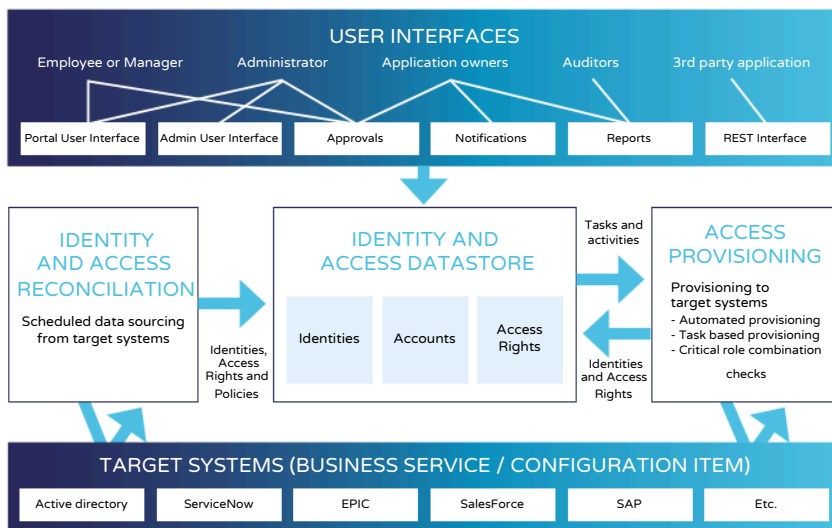 USER INTERFACES
Employee or Manager
Administrator
Application owners
Auditors
3rd party application
Portal User Interface
Admin User Interface
Approvals
Notifications
Reports
REST Interface
IDENTITY
AND ACCESS
RECONCILIATION
Scheduled data sourcing
from target systems
Identities,
Access
Rights and
Policies
IDENTITY AND
ACCESS DATASTORE
Identities
Accounts
Access
Rights
Tasks and
activities
Identities
and Access
Rights
ACCESS
PROVISIONING
Provisioning to
target systems
- Automated provisioning
- Task based provisioning
- Critical role combination
checks
TARGET SYSTEMS (BUSINESS SERVICE / CONFIGURATION ITEM)
Active directory
ServiceNow
EPIC
SalesForce
SAP
Etc.